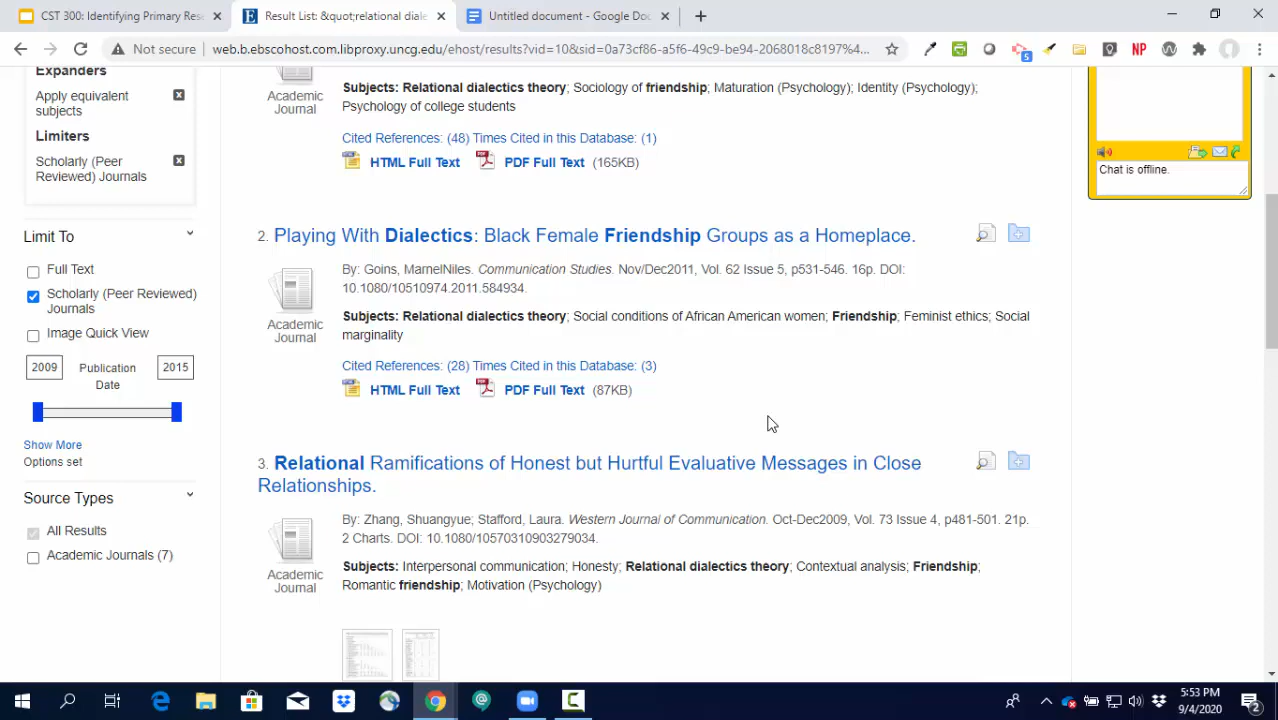 CST 300: Identifying Primary Rese
Result List: &quot;relational diale
Untitled document - Google Doc
Not secure
web.b.ebscohost.com.libproxy.uncg.edu/ehost/results?vid=10&sid=0a73cf86-a5f6-49c9-be94-2068018c8197%4...
5
NP
Expanders
Apply equivalent
subjects
Limiters
Scholarly (Peer
Reviewed) Journals
Limit To
Full Text
Scholarly (Peer Reviewed)
Journals
Image Quick View
2009
Publication
Date
2015
Show More
Options set
Source Types
All Results
Academic Journals (7)
Academic
Journal
Subjects: Relational dialectics theory; Sociology of friendship; Maturation (Psychology); Identity (Psychology);
Psychology of college students
Cited References: (48) Times Cited in this Database: (1)
HTML Full Text
PDF Full Text (165KB)
2. Playing With Dialectics: Black Female Friendship Groups as a Homeplace.
Academic
Journal
By: Goins, MarnelNiles. Communication Studies. Nov/Dec2011, Vol. 62 Issue 5, p531-546. 16p. DOI:
10.1080/10510974.2011.584934.
Subjects: Relational dialectics theory; Social conditions of African American women; Friendship; Feminist ethics; Social
marginality
Cited References: (28) Times Cited in this Database: (3)
HTML Full Text
PDF Full Text (87KB)
3. Relational Ramifications of Honest but Hurtful Evaluative Messages in Close
Relationships.
Academic
Journal
By: Zhang, Shuangyue; Stafford, Laura. Western Journal of Communication. Oct-Dec2009, Vol. 73 Issue 4, p481-501. 21p.
2 Charts. DOI: 10.1080/10570310903279034.
Subjects: Interpersonal communication; Honesty; Relational dialectics theory; Contextual analysis; Friendship;
Romantic friendship; Motivation (Psychology)
Chat is offline.
5:53 PM
9/4/2020
2